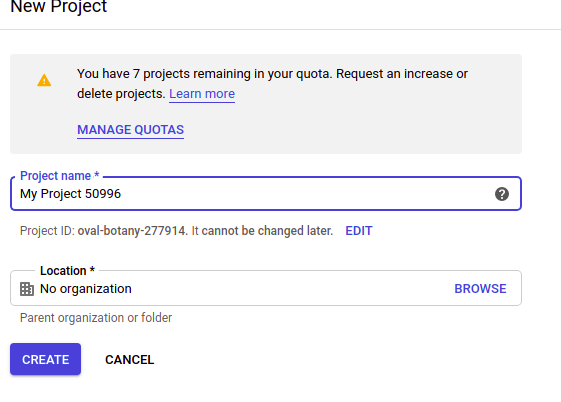 New Project
You have 7 projects remaining in your quota. Request an increase or
delete projects. Learn more
MANAGE QUOTAS
Project name *
My Project 50996
Project ID: oval-botany-277914. It cannot be changed later. EDIT
Location *
No organization BROWSE
Parent organization or folder
CREATE CANCEL